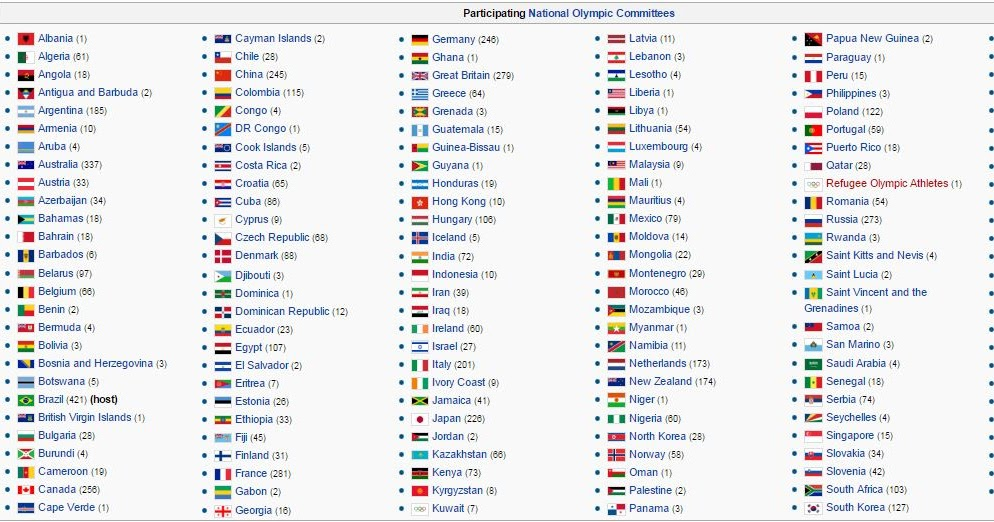 Participating National Olympic Committees
Albania (1)
Algeria (61)
Angola (18)
Antigua and Barbuda (2)
Argentina (185)
Armenia (10)
Aruba (4)
Australia (337)
Austria (33)
Azerbaijan (34)
Bahamas (18)
Bahrain (18)
Barbados (6)
Belarus (97)
Belgium (66)
Benin (2)
Bermuda (4)
Bolivia (3)
Bosnia and Herzegovina (3)
Botswana (5)
Brazil (421) (host)
British Virgin Islands (1)
Bulgaria (28)
Burundi (4)
Cameroon (19)
Canada (256)
Cape Verde (1)
Cayman Islands (2)
Chile (28)
China (245)
Colombia (115)
Congo (4)
DR Congo (1)
Cook Islands (5)
Costa Rica (2)
Croatia (65)
Cuba (86)
Cyprus (9)
Czech Republic (68)
Denmark (88)
Djibouti (3)
Dominica (1)
Dominican Republic (12)
Ecuador (23)
Egypt (107)
El Salvador (2)
Eritrea (7)
Estonia (26)
Ethiopia (33)
Fiji (45)
Finland (31)
France (281)
Gabon (2)
Georgia (16)
Germany (246)
Ghana (1)
Great Britain (279)
Greece (64)
Grenada (3)
Guatemala (15)
Guinea-Bissau (1)
Guyana (1)
Honduras (19)
Hong Kong (10)
Hungary (106)
Iceland (5)
India (72)
Indonesia (10)
Iran (39)
Iraq (18)
Ireland (60)
Israel (27)
Italy (201)
Ivory Coast (9)
Jamaica (41)
Japan (226)
Jordan (2)
Kazakhstan (66)
Kenya (73)
Kyrgyzstan (8)
Kuwait (7)
Latvia (11)
Lebanon (3)
Lesotho (4)
Liberia (1)
Libya (1)
Lithuania (54)
Luxembourg (4)
Malaysia (9)
Mali (1)
Mauritius (4)
Mexico (79)
Moldova (14)
Mongolia (22)
Montenegro (29)
Morocco (46)
Mozambique (3)
Myanmar (1)
Namibia (11)
Netherlands (173)
New Zealand (174)
Niger (1)
Nigeria (60)
North Korea (28)
Norway (58)
Oman (1)
Palestine (2)
Panama (3)
Papua New Guinea (2)
Paraguay (1)
Peru (15)
Philippines (3)
Poland (122)
Portugal (59)
Puerto Rico (18)
Qatar (28)
Refugee Olympic Athletes (1)
Romania (54)
Russia (273)
Rwanda (3)
Saint Kitts and Nevis (4)
Saint Lucia (2)
Saint Vincent and the
Grenadines (1)
Samoa (2)
San Marino (3)
Saudi Arabia (4)
Senegal (18)
Serbia (74)
Seychelles (4)
Singapore (15)
Slovakia (34)
Slovenia (42)
South Africa (103)
South Korea (127)